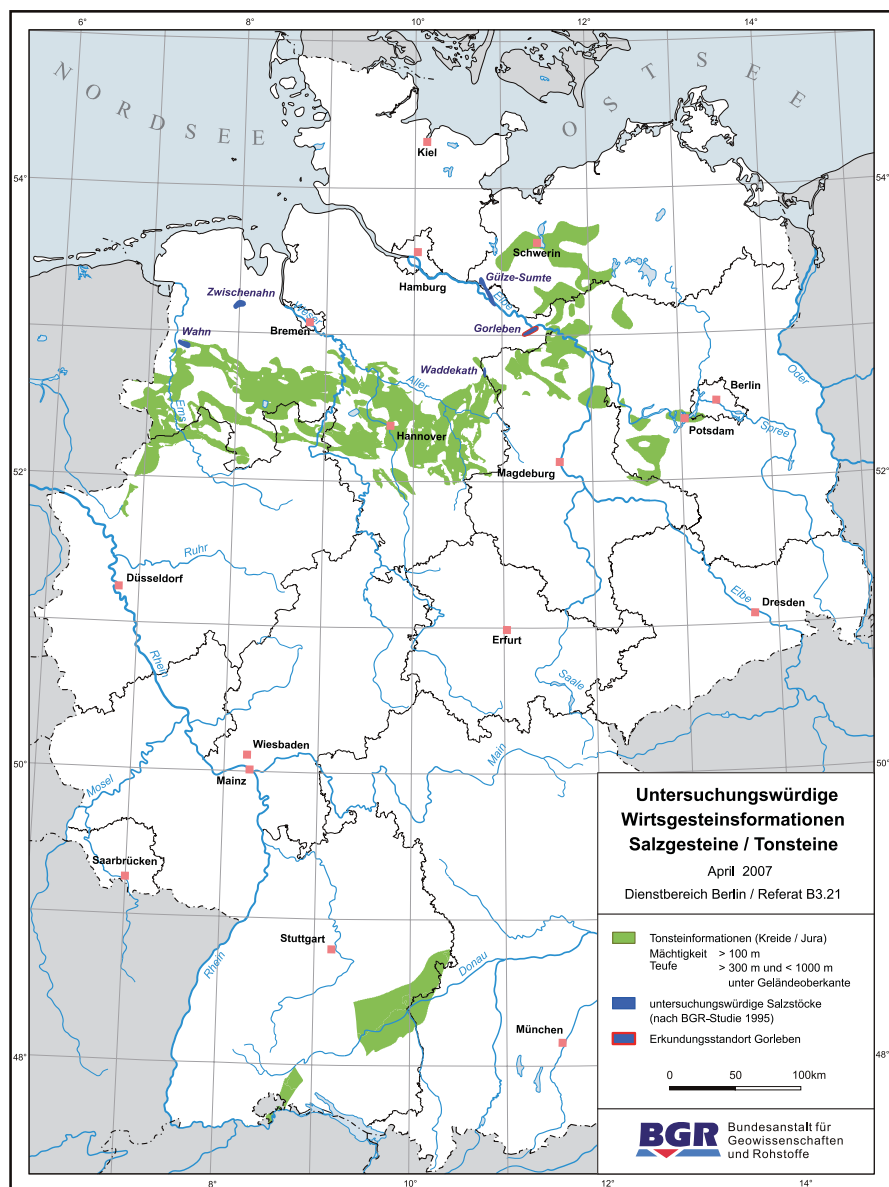 6° 8° 10° 12° 14°
NORDSEE
OSTSEE
Kiel
54° 54°
Schwerin
Hamburg
Gülze-Sumte
Elbe
Zwischenahn
Weser
Bremen
Gorleben
Wahn
Waddekath
Aller
Berlin
Oder
Ems
Hannover
Potsdam
Spree
52° 52°
Magdeburg
Ruhr
Düsseldorf
Elbe
Dresden
Erfurt
Rhein
Saale
Wiesbaden
Main
50° 50°
Mainz
Mosel
Saarbrücken
Stuttgart
Donau
Rhein
München
48° 48°
8° 10° 12° 14°
Untersuchungswürdige
Wirtsgesteinsformationen
Salzgesteine / Tonsteine
April 2007
Dienstbereich Berlin / Referat B3.21
Tonsteinformationen (Kreide / Jura)
Mächtigkeit > 100 m
Teufe > 300 m und < 1000 m
unter Geländeoberkante
untersuchungswürdige Salzstöcke
(nach BGR-Studie 1995)
Erkundungsstandort Gorleben
0 50 100km
BGR
Bundesanstalt für
Geowissenschaften
und Rohstoffe